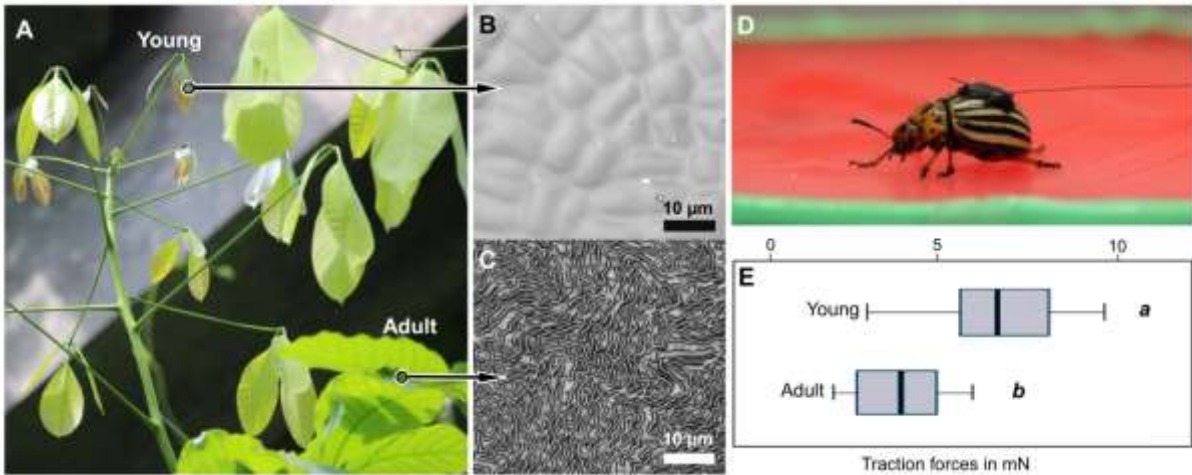 A
Young
Adult
B
10 µm
C
10 µm
D
0 5 10
E
Young a
Adult b
Traction forces in mN